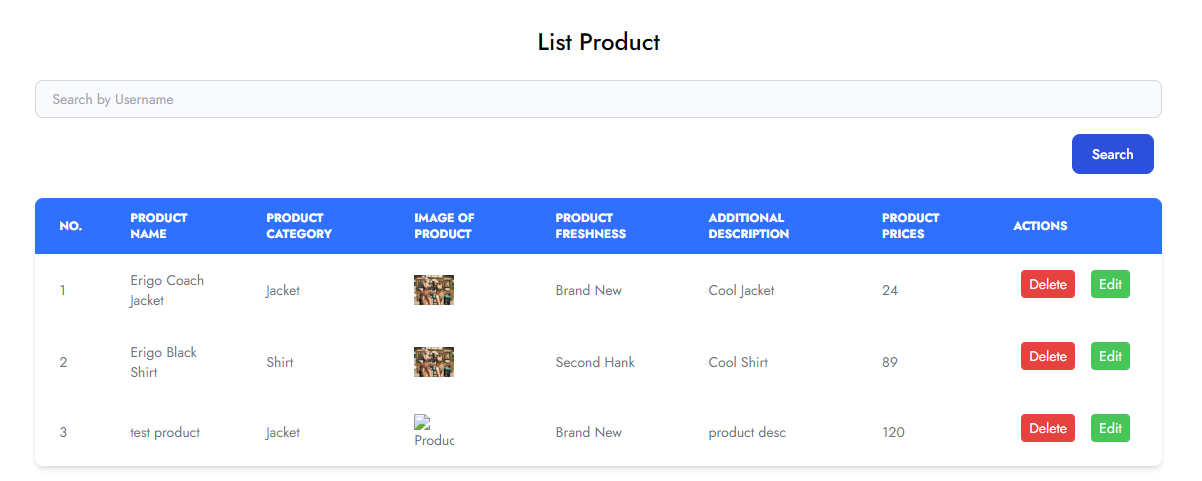 List Product
Search by Username
Search
NO. PRODUCT NAME PRODUCT CATEGORY IMAGE OF PRODUCT PRODUCT FRESHNESS ADDITIONAL DESCRIPTION PRODUCT PRICES ACTIONS
1 Erigo Coach Jacket Jacket Brand New Cool Jacket 24 Delete Edit
2 Erigo Black Shirt Shirt Second Hank Cool Shirt 89 Delete Edit
3 test product Jacket Produc Brand New product desc 120 Delete Edit